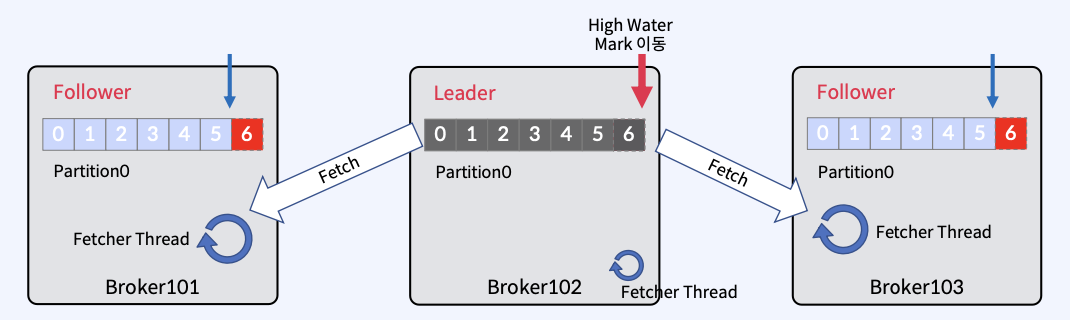 High Water
Mark 이동
Follower
0 1 2 3 4 5 6
Partition0
Fetcher Thread
Broker101
Fetch
Leader
0 1 2 3 4 5 6
Partition0
Broker102
Fetcher Thread
Fetch
Follower
0 1 2 3 4 5 6
Partition0
Fetcher Thread
Broker103